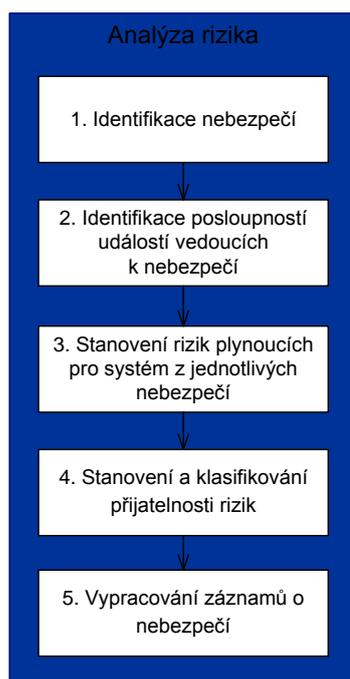 Analýza rizika
1. Identifikace nebezpečí
2. Identifikace posloupností
událostí vedoucích
k nebezpečí
3. Stanovení rizik plynoucích
pro systém z jednotlivých
nebezpečí
4. Stanovení a klasifikování
přijatelnosti rizik
5. Vypracování záznamů o
nebezpečí